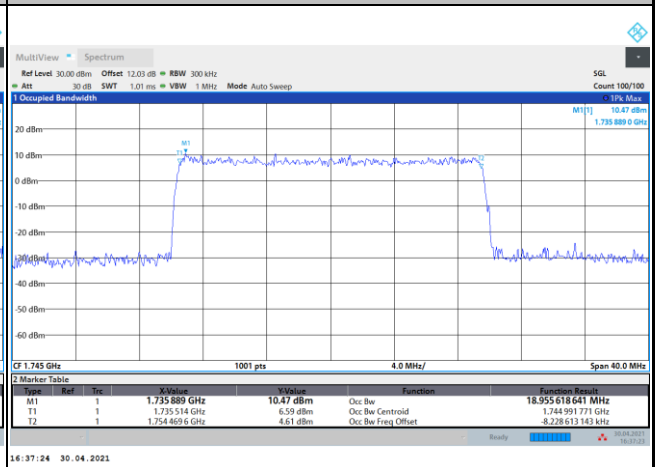 MultiView Spectrum
Ref Level 30.00 dBm Offset 12.03 dB RBW 300 kHz SGL
Att 30 dB SWT 1.01 ms VBW 1 MHz Mode Auto Sweep Count 100/100
1 Occupied Bandwidth 1Pk Max
M1[1] 10.47 dBm
1.735 889 0 GHz
20 dBm
M1
T1
T2
10 dBm
0 dBm
-10 dBm
-20 dBm
-30 dBm
-40 dBm
-50 dBm
-60 dBm
CF 1.745 GHz 1001 pts 4.0 MHz/ Span 40.0 MHz
2 Marker Table
Type Ref Trc X-Value Y-Value Function Function Result
M1 1 1.735 889 GHz 10.47 dBm Occ Bw 18.955 618 641 MHz
T1 1 1.735 514 GHz 6.59 dBm Occ Bw Centroid 1.744 991 771 GHz
T2 1 1.754 469 6 GHz 4.61 dBm Occ Bw Freq Offset -8.228 613 143 kHz
Ready 30.04.2021
16:37:23
16:37:24 30.04.2021